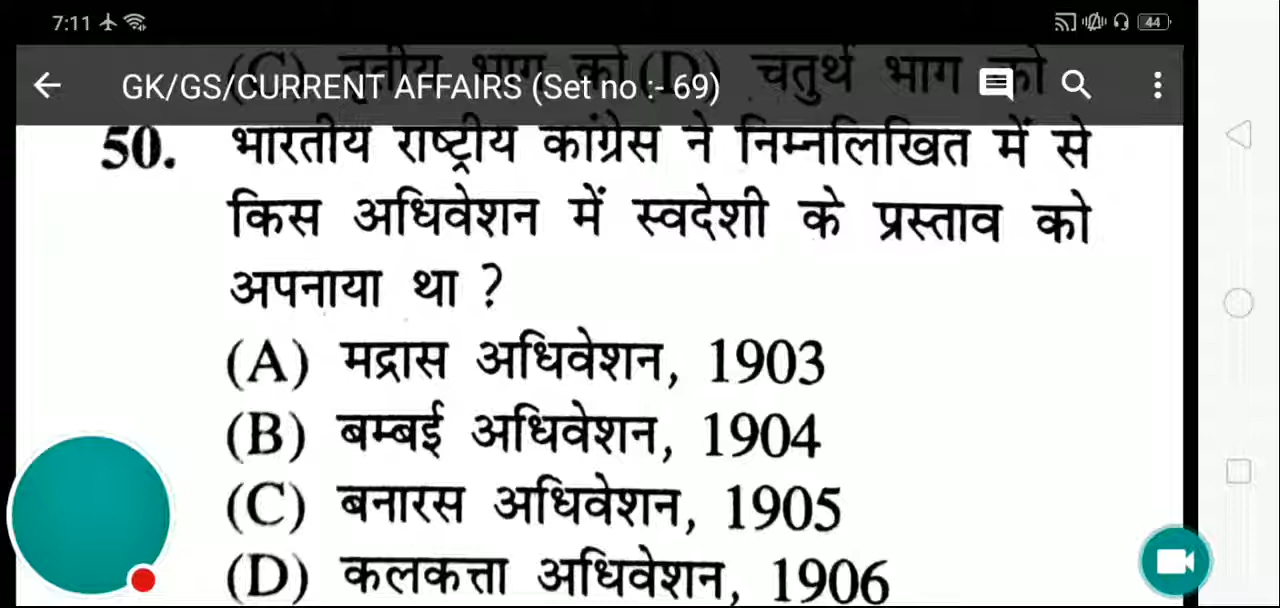 7:11
44
(C) तृतीय भाग को (D) चतुर्थ भाग को
GK/GS/CURRENT AFFAIRS (Set no :- 69)
50. भारतीय राष्ट्रीय कांग्रेस ने निम्नलिखित में से
किस अधिवेशन में स्वदेशी के प्रस्ताव को
अपनाया था ?
(A) मद्रास अधिवेशन, 1903
(B) बम्बई अधिवेशन, 1904
(C) बनारस अधिवेशन, 1905
(D) कलकत्ता अधिवेशन, 1906